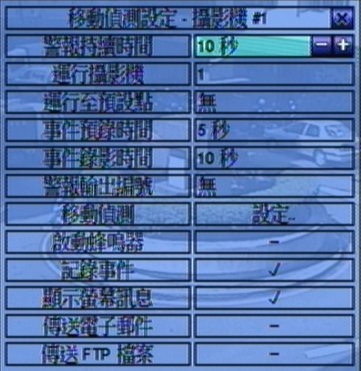 移動偵測設定 - 攝影機 #1
警報持續時間 10 秒
運行攝影機 1
運行至預設點 無
事件預錄時間 5 秒
事件錄影時間 10 秒
警報輸出編號 無
移動偵測 設定..
啟動蜂鳴器 -
記錄事件 ✓
顯示螢幕訊息 ✓
傳送電子郵件 -
傳送 FTP 檔案 -